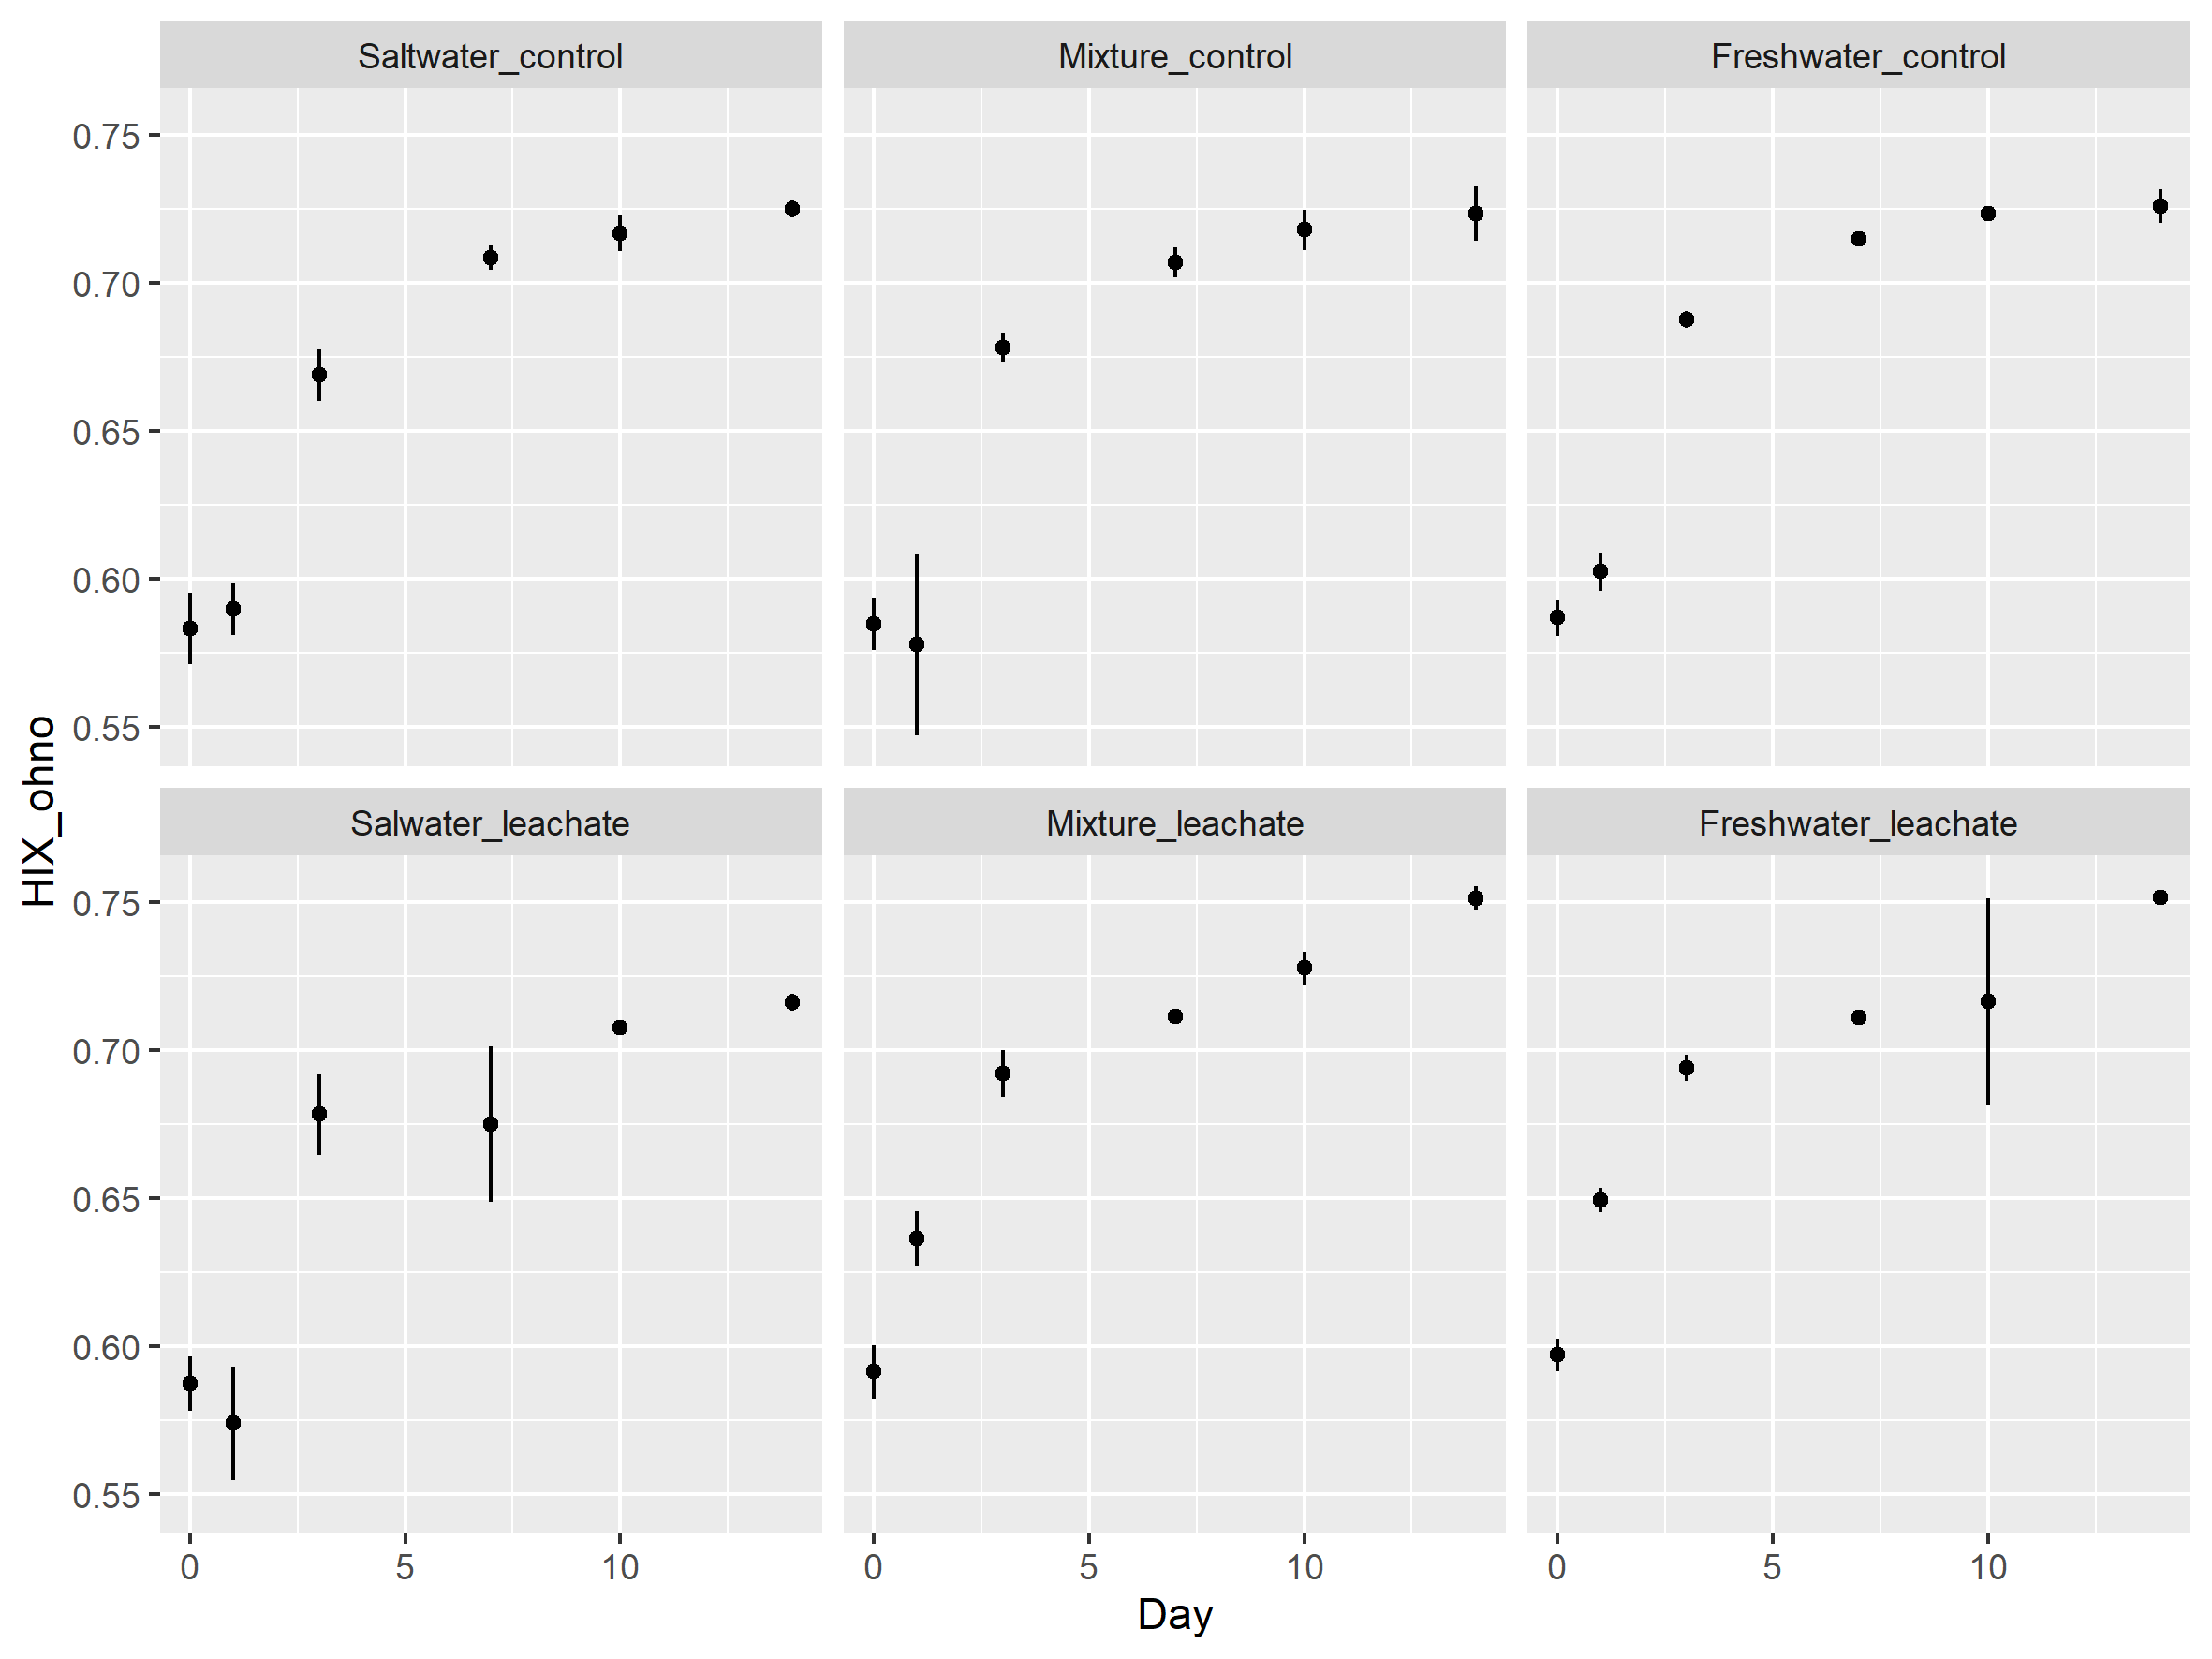 Saltwater_control Mixture_control Freshwater_control
0.75
0.70
0.65
0.60
0.55
HIX_ohno
Salwater_leachate Mixture_leachate Freshwater_leachate
0.75
0.70
0.65
0.60
0.55
0 5 10 0 5 10 0 5 10
Day